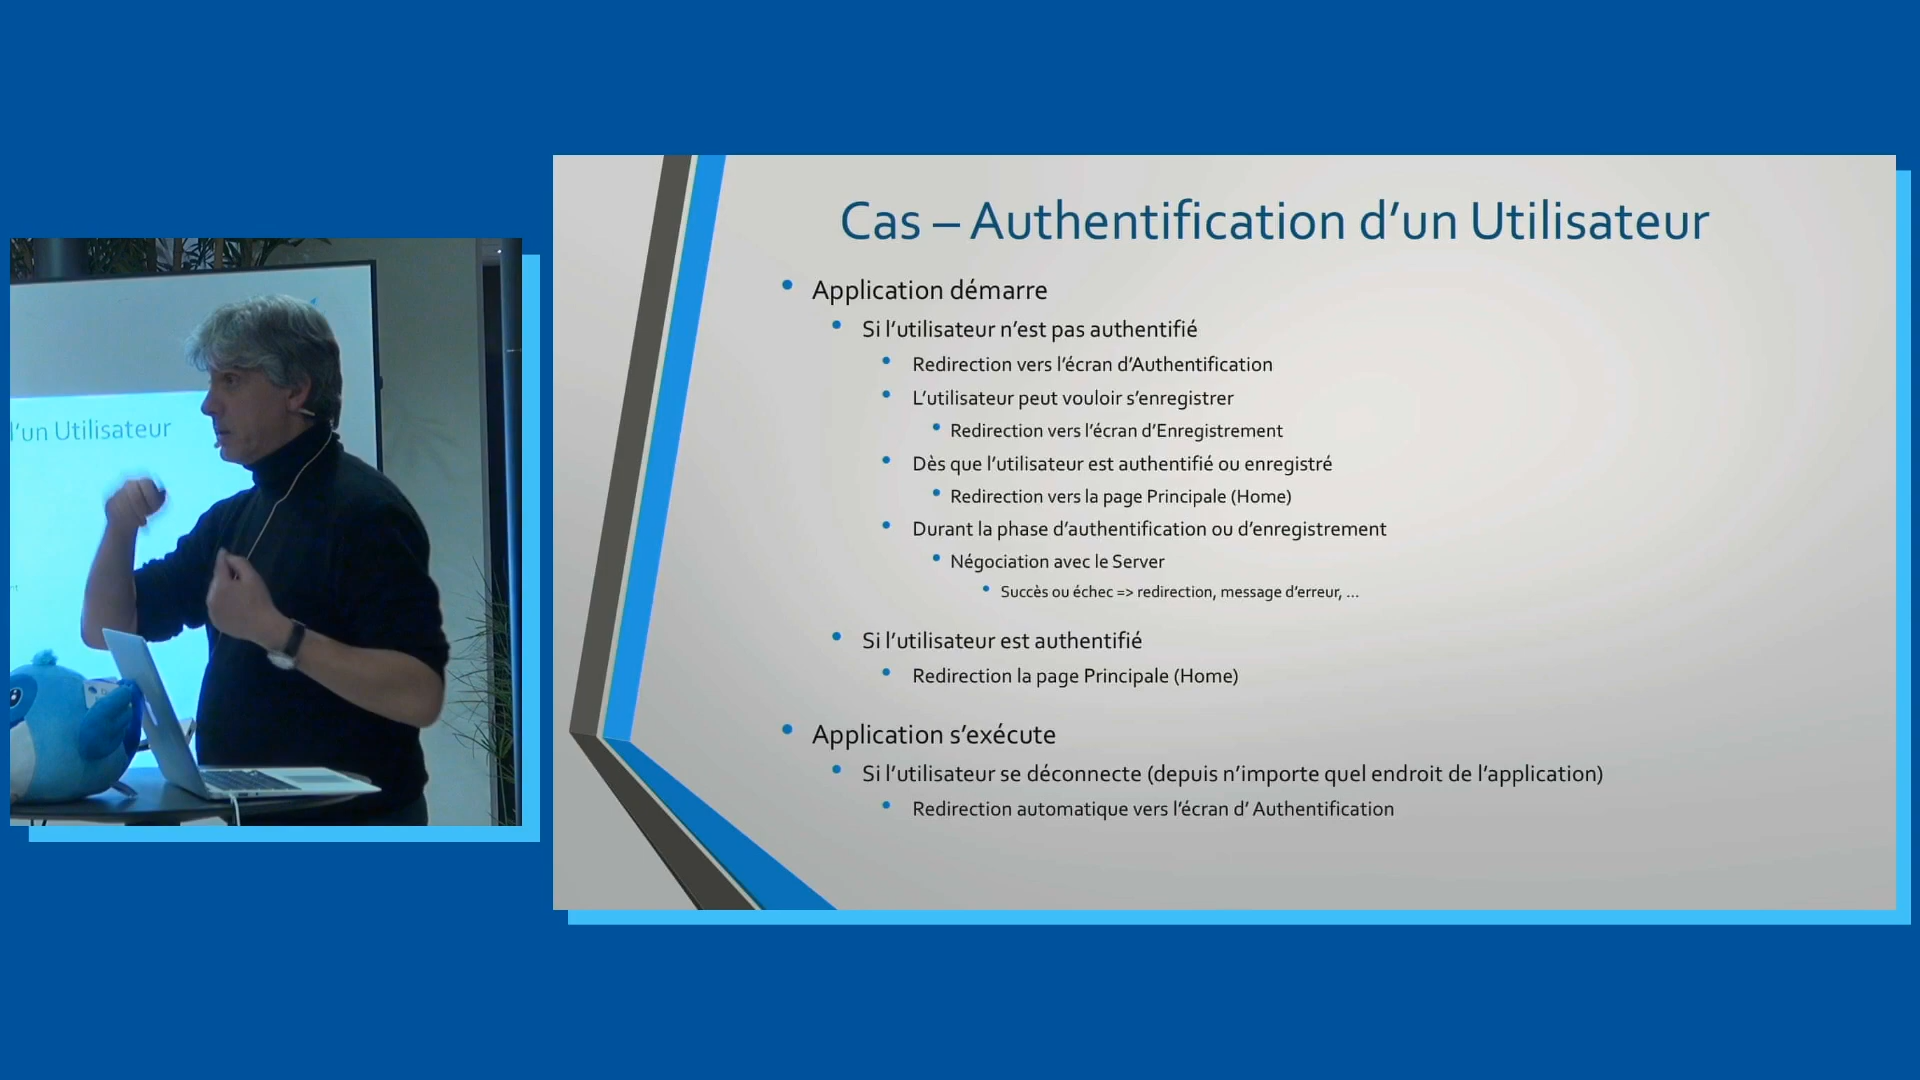 l'un Utilisateur
Cas – Authentification d'un Utilisateur
Application démarre
Si l'utilisateur n'est pas authentifié
Redirection vers l'écran d'Authentification
L'utilisateur peut vouloir s'enregistrer
Redirection vers l'écran d'Enregistrement
Dès que l'utilisateur est authentifié ou enregistré
Redirection vers la page Principale (Home)
Durant la phase d'authentification ou d'enregistrement
Négociation avec le Server
Succès ou échec => redirection, message d'erreur, ...
Si l'utilisateur est authentifié
Redirection la page Principale (Home)
Application s'exécute
Si l'utilisateur se déconnecte (depuis n'importe quel endroit de l'application)
Redirection automatique vers l'écran d' Authentification